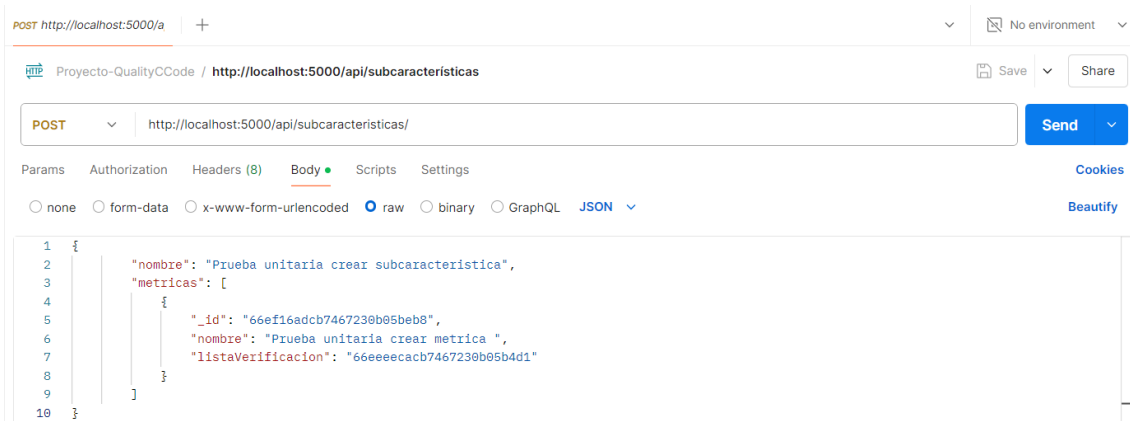 POST http://localhost:5000/a + No environment
HTTP Proyecto-QualityCCode / http://localhost:5000/api/subcaracterísticas Save Share
POST http://localhost:5000/api/subcaracteristicas/ Send
Params Authorization Headers (8) Body Scripts Settings Cookies
none form-data x-www-form-urlencoded raw binary GraphQL JSON Beautify
1 {
2 "nombre": "Prueba unitaria crear subcaracteristica",
3 "metricas": [
4 {
5 "_id": "66ef16adcb7467230b05beb8",
6 "nombre": "Prueba unitaria crear metrica ",
7 "listaVerificacion": "66eeeecacb7467230b05b4d1"
8 }
9 ]
10 }